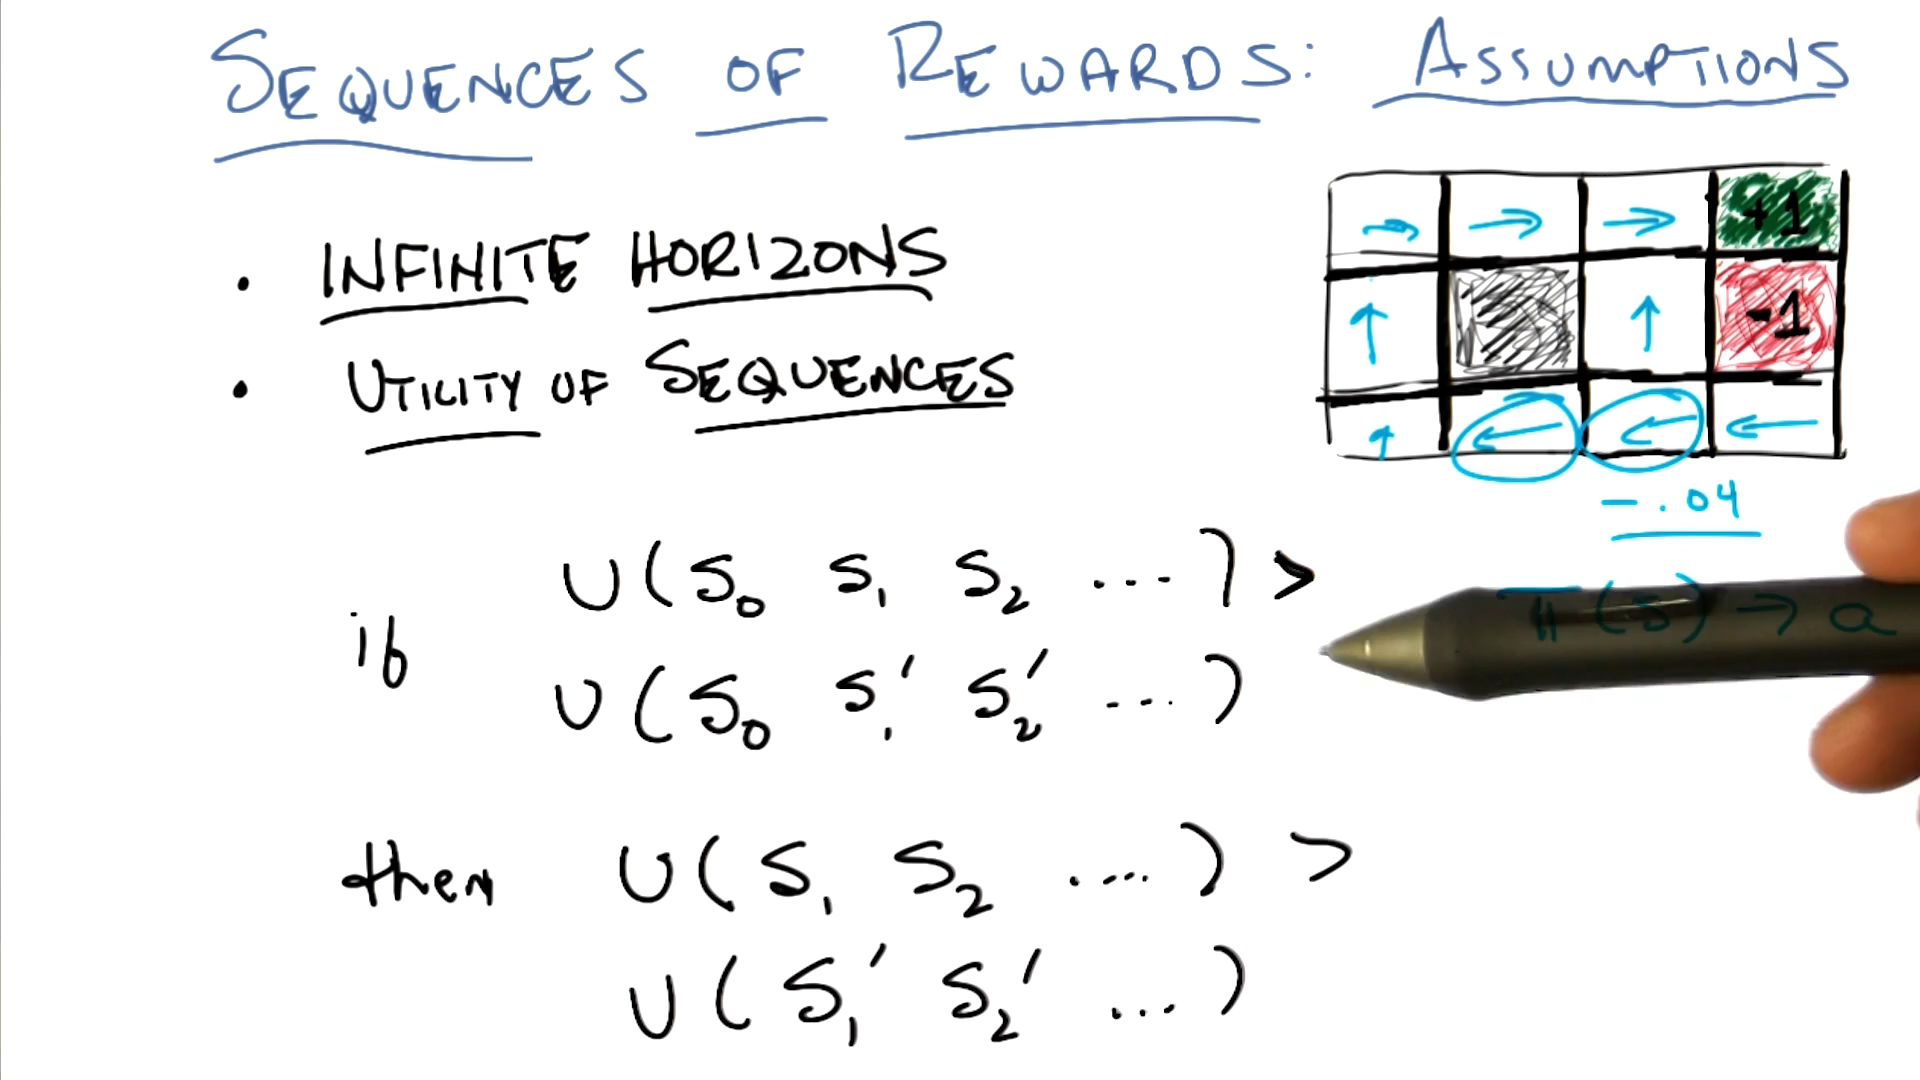 SEQUENCES OF REWARDS: ASSUMPTIONS
• INFINITE HORIZONS
• UTILITY OF SEQUENCES
→ → → +1
↑ ↑ -1
↑ ← ← ←
-.04
π(s) → a
if U(S₀ S₁ S₂ ....) >
U(S₀ S₁′ S₂′ ...)
then U(S₁ S₂ ....) >
U(S₁′ S₂′ ...)